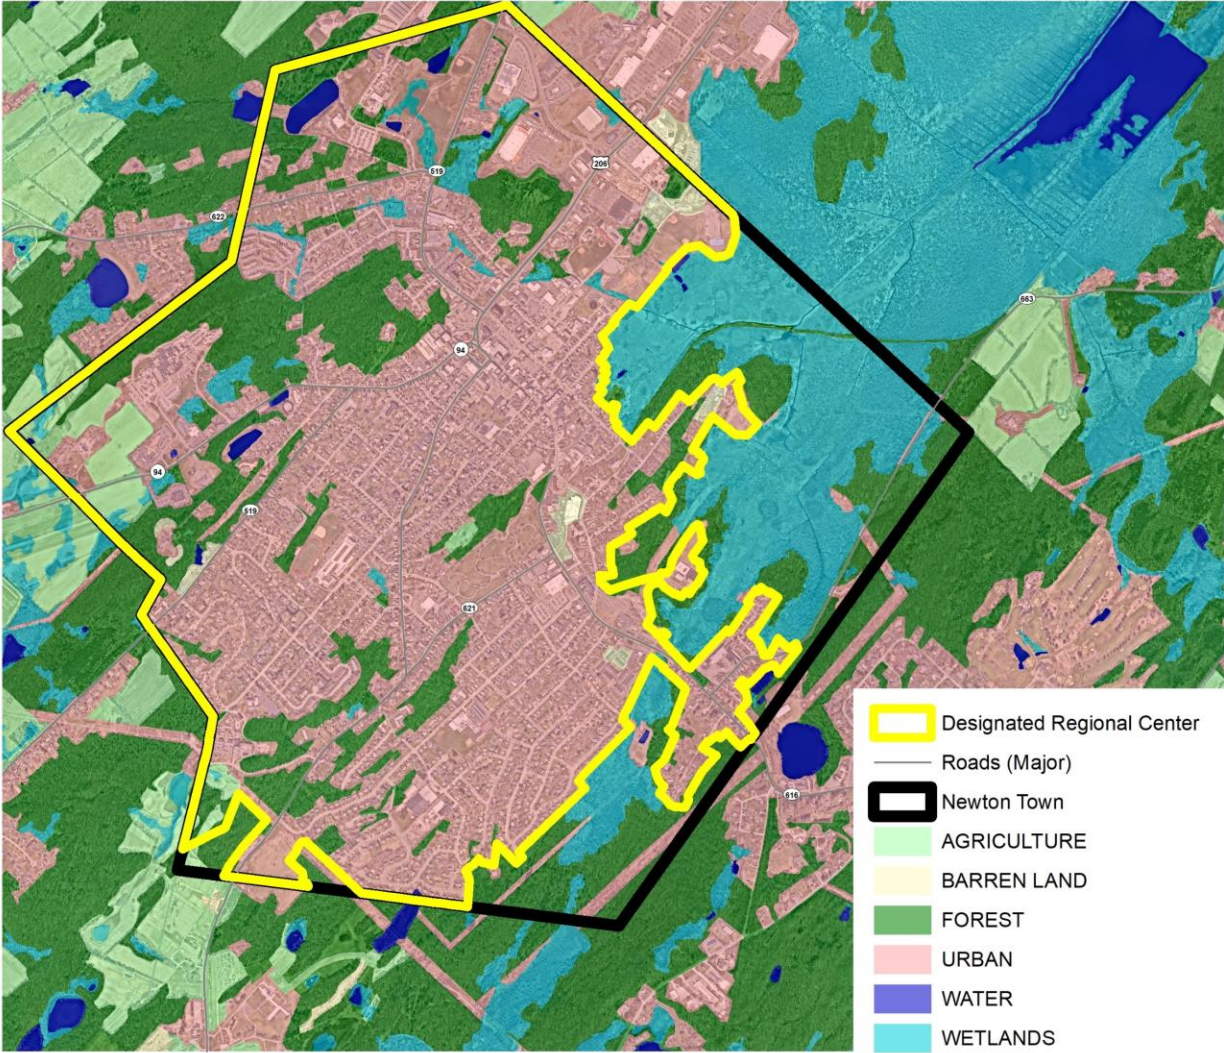 206
519
622
663
94
94
519
621
616
Designated Regional Center
Roads (Major)
Newton Town
AGRICULTURE
BARREN LAND
FOREST
URBAN
WATER
WETLANDS